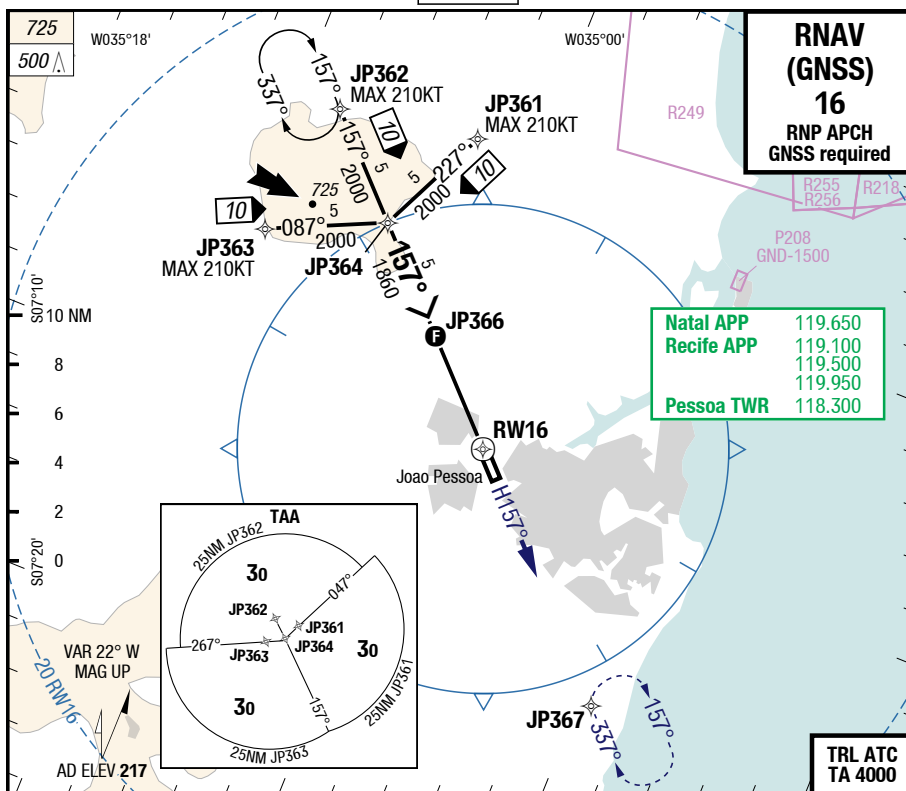 725
500
W035°18'
W035°00'
RNAV
(GNSS)
16
RNP APCH
GNSS required
R249
R255
R256
R218
P208
GND-1500
157°
337°
JP362
MAX 210KT
JP361
MAX 210KT
10
157°
5
2000
5
227°
2000
10
725
10
087°
5
2000
JP363
MAX 210KT
JP364
157°
5
1860
S07°10'
10 NM
8
6
4
2
0
S07°20'
JP366
F
Natal APP 119.650
Recife APP 119.100
119.500
119.950
Pessoa TWR 118.300
RW16
Joao Pessoa
H157°
TAA
25NM JP362
30
047°
JP362
JP361
267°
JP363
JP364
30
30
157°
25NM JP361
25NM JP363
VAR 22° W
MAG UP
20 RW16
AD ELEV 217
JP367
157°
337°
TRL ATC
TA 4000